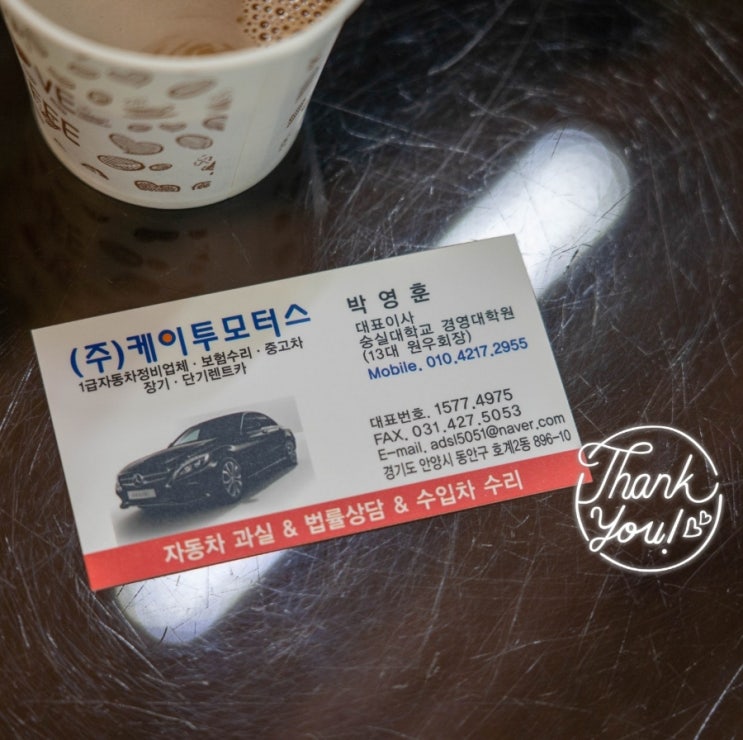 (주)케이투모터스
1급자동차정비업체 · 보험수리 · 중고차
장기 · 단기렌트카
박 영 훈
대표이사
숭실대학교 경영대학원
(13대 원우회장)
Mobile. 010.4217.2955
대표번호. 1577.4975
FAX. 031.427.5053
E-mail. adsl5051@naver.com
경기도 안양시 동안구 호계2동 896-10
자동차 과실 & 법률상담 & 수입차 수리
Thank
You!